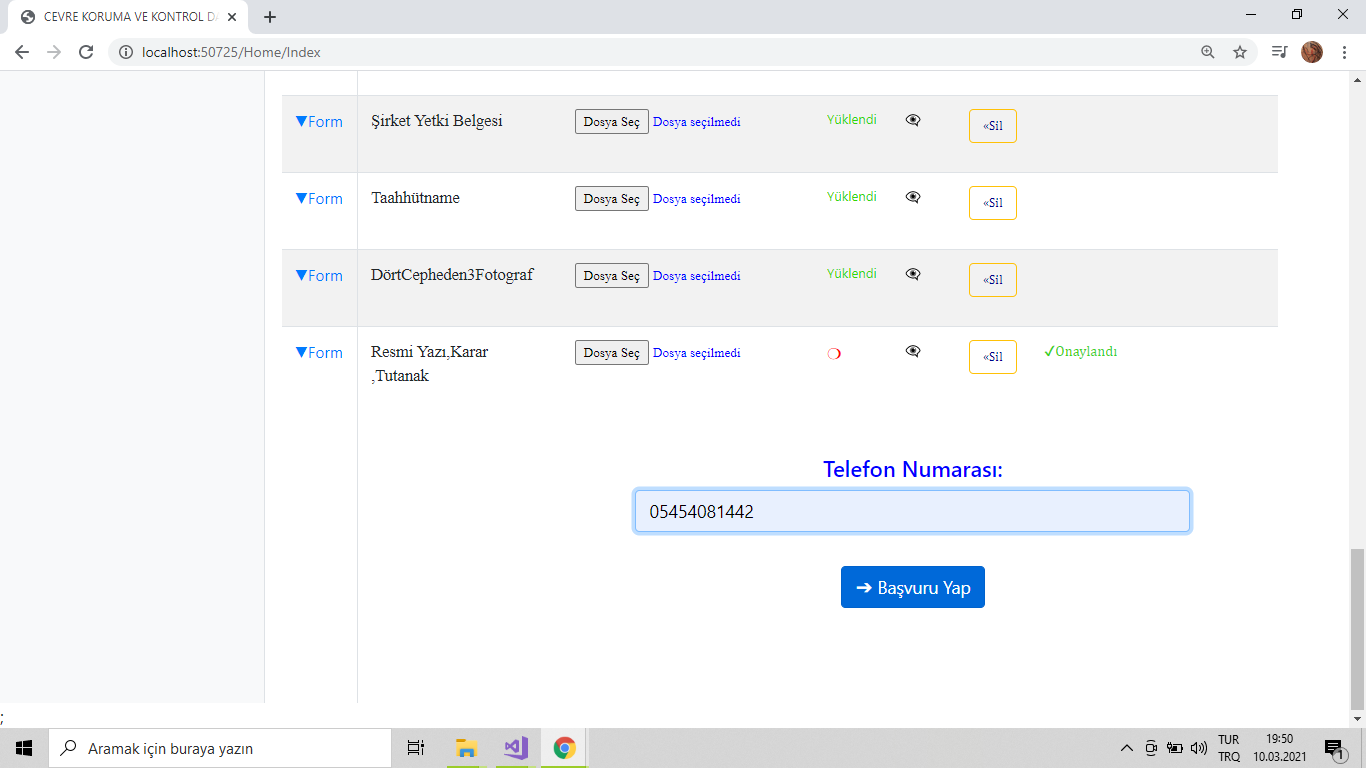 CEVRE KORUMA VE KONTROL D
localhost:50725/Home/Index
▼Form Şirket Yetki Belgesi Dosya Seç Dosya seçilmedi Yüklendi «Sil
▼Form Taahhütname Dosya Seç Dosya seçilmedi Yüklendi «Sil
▼Form DörtCepheden3Fotograf Dosya Seç Dosya seçilmedi Yüklendi «Sil
▼Form Resmi Yazı,Karar Dosya Seç Dosya seçilmedi «Sil ✓Onaylandı
,Tutanak
Telefon Numarası:
05454081442
➔ Başvuru Yap
;
Aramak için buraya yazın
TUR 19:50
TRQ 10.03.2021
1